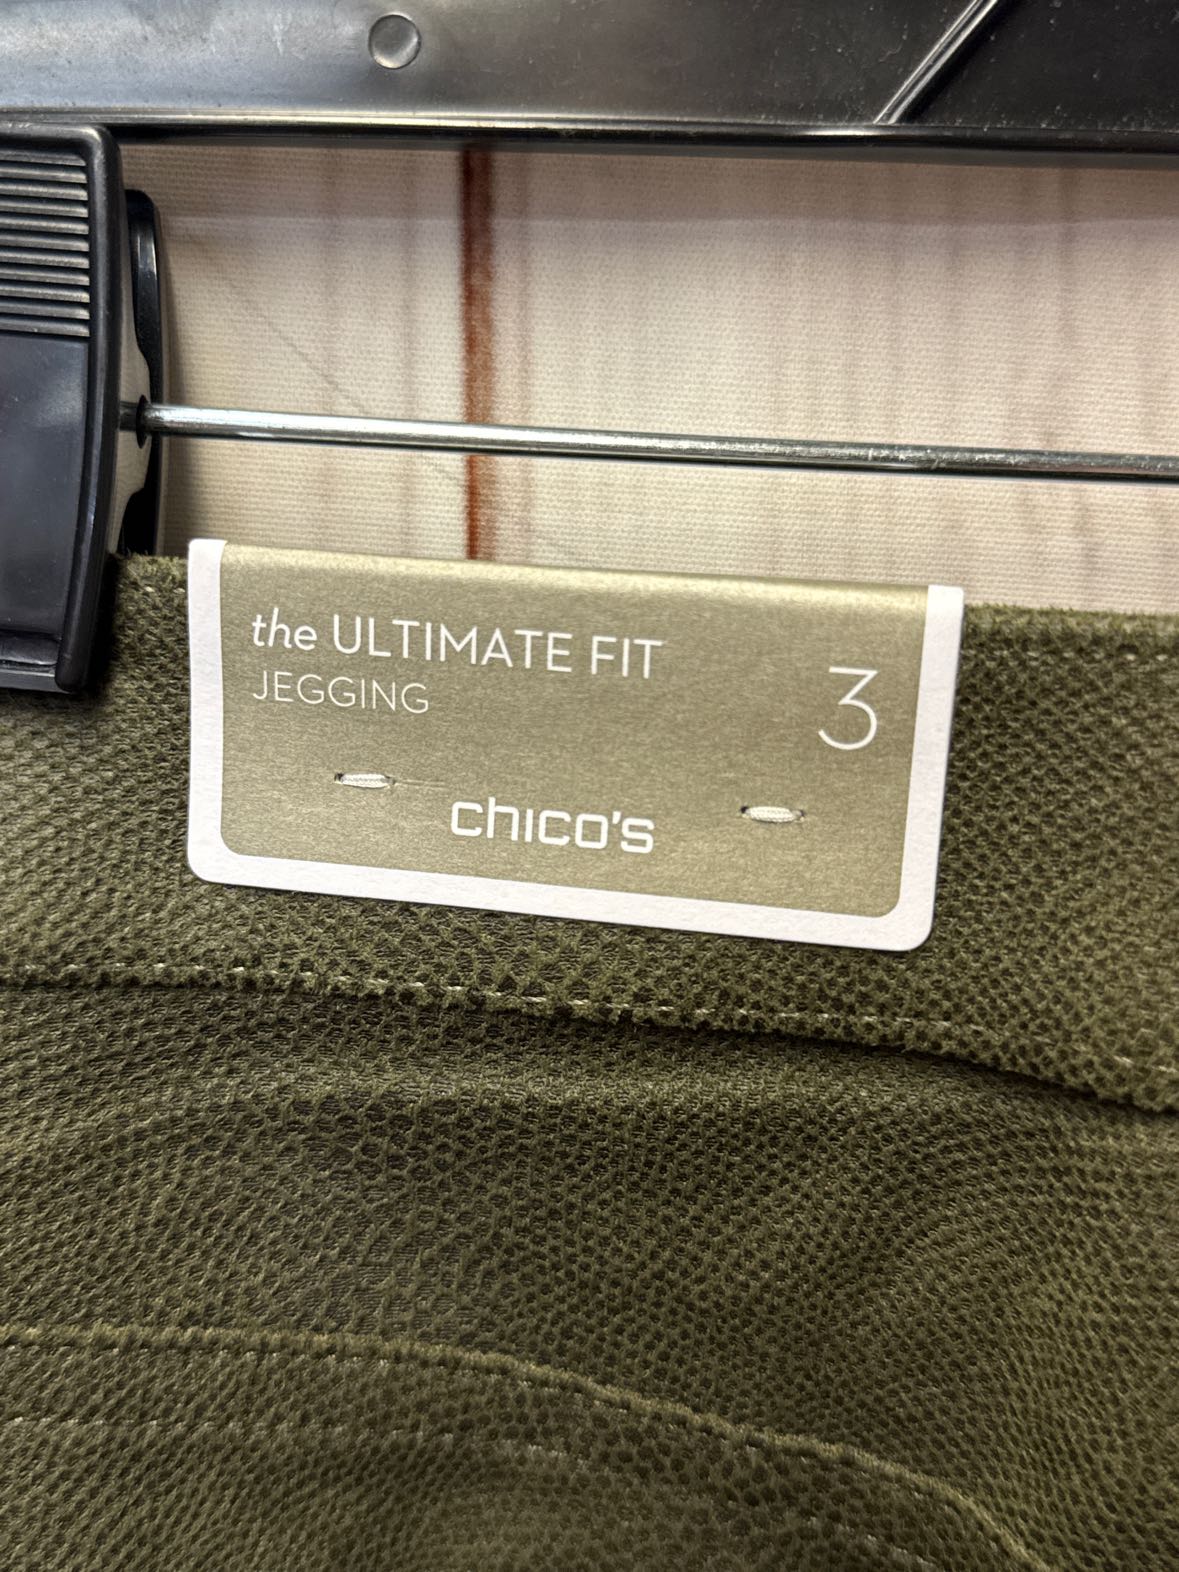 the ULTIMATE FIT
JEGGING
3
chico's